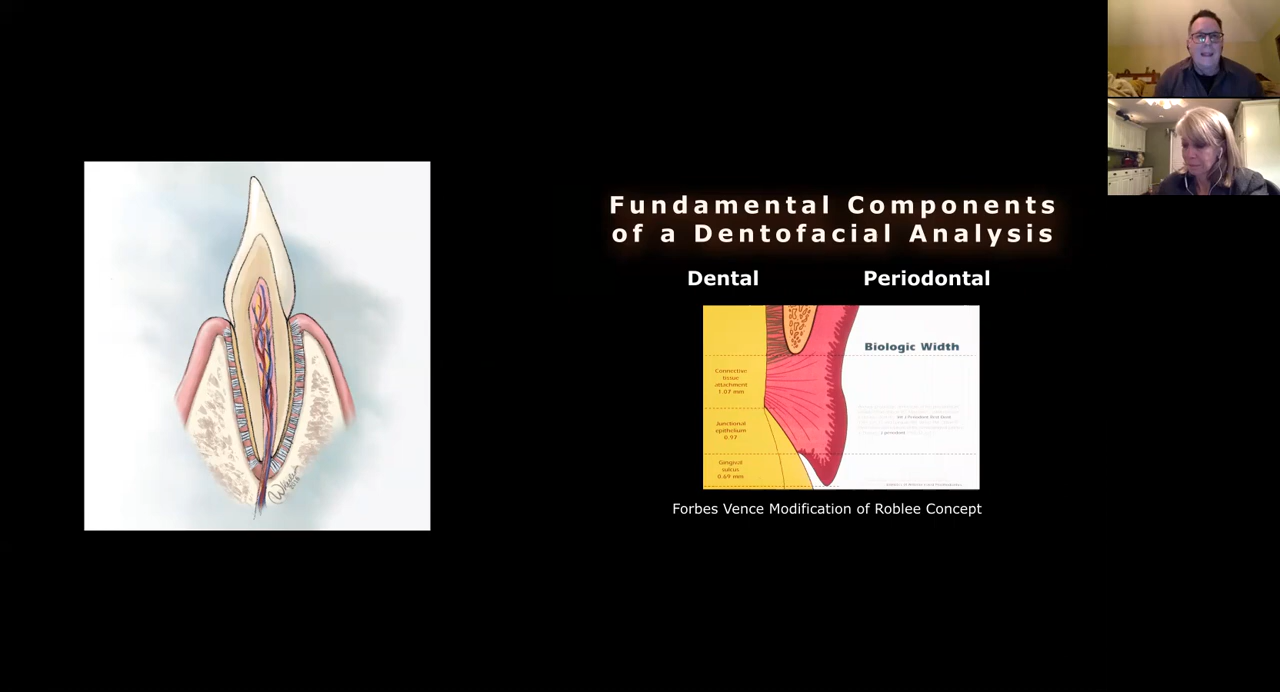 Fundamental Components
of a Dentofacial Analysis
Dental
Periodontal
Biologic Width
Connective
tissue
attachment
1.07 mm
Junctional
epithelium
0.97
Gingival
sulcus
0.69 mm
Forbes Vence Modification of Roblee Concept